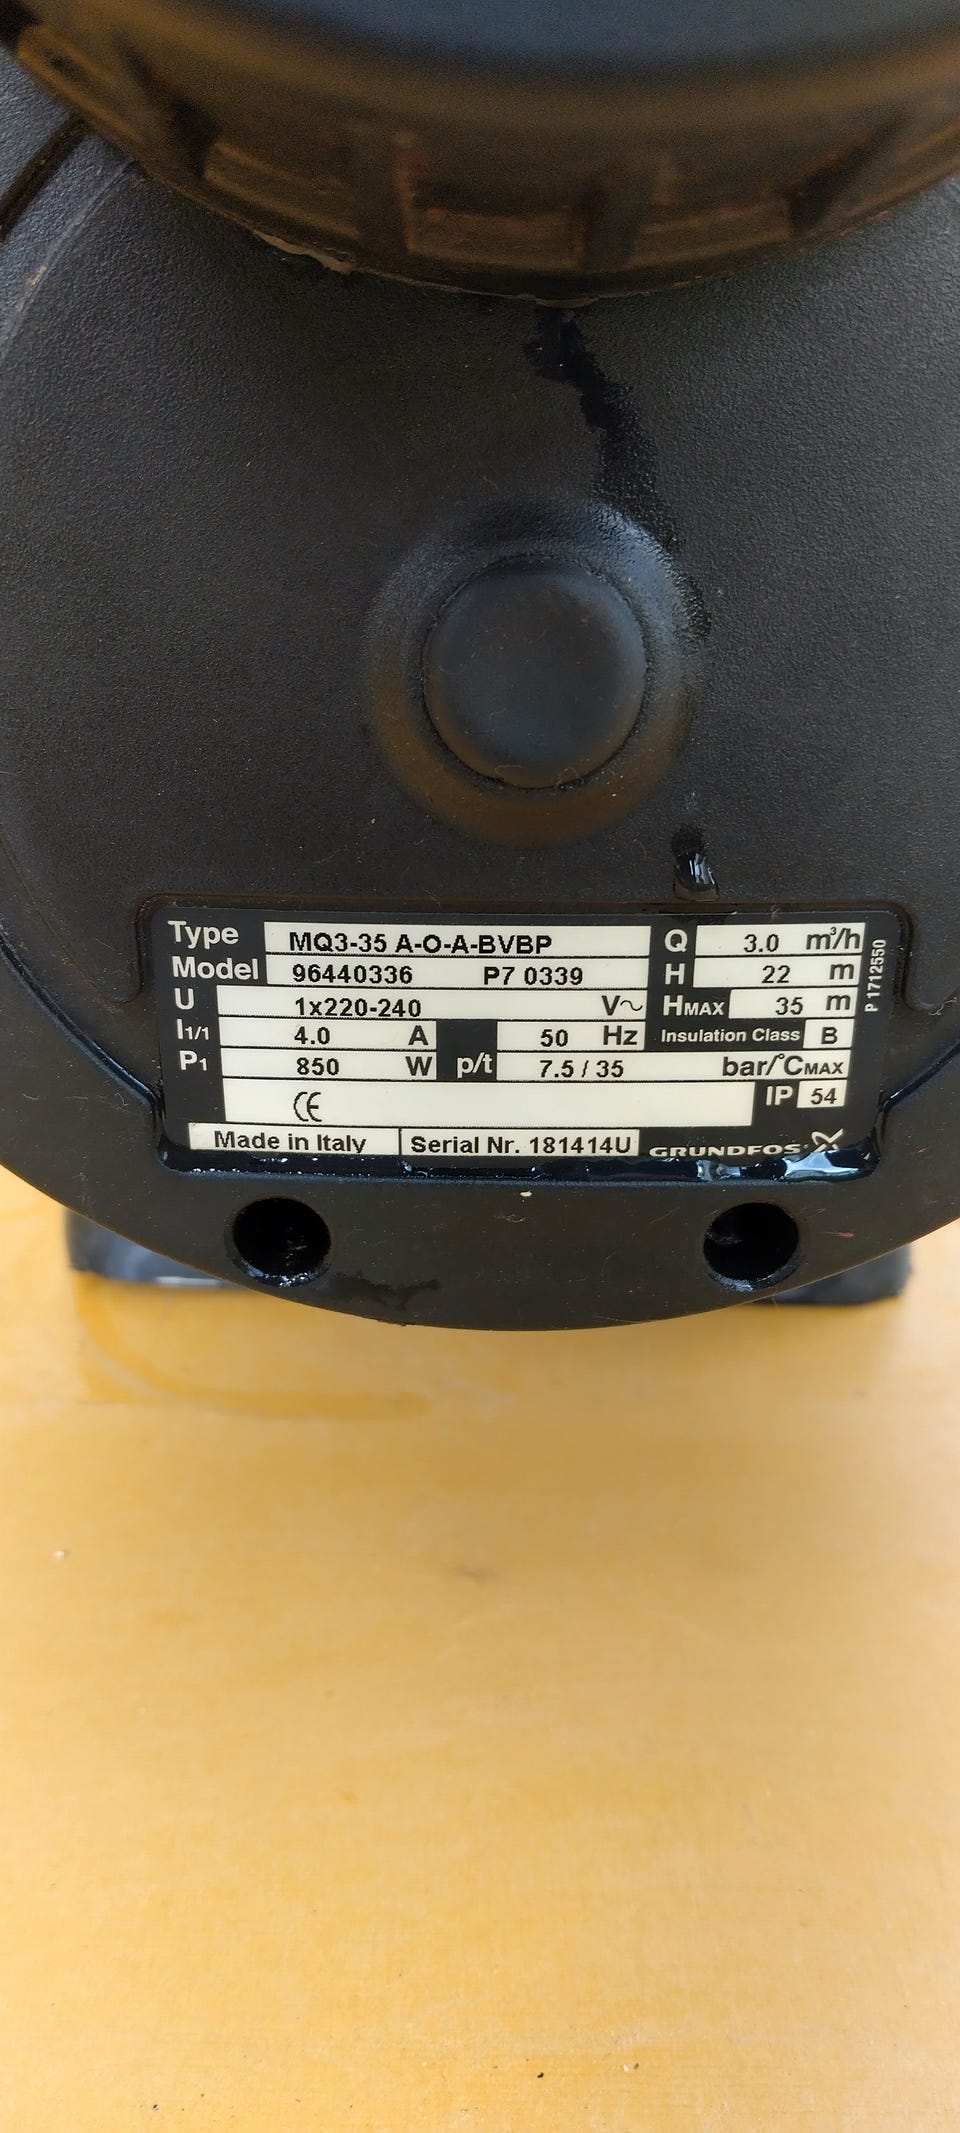 Type MQ3-35 A-O-A-BVBP Q 3.0 m³/h
Model 96440336 P7 0339 H 22 m
U 1x220-240 V~ HMAX 35 m
I1/1 4.0 A 50 Hz Insulation Class B
P1 850 W p/t 7.5 / 35 bar/°CMAX
CE IP 54
Made in Italy Serial Nr. 181414U GRUNDFOS
P 1712550